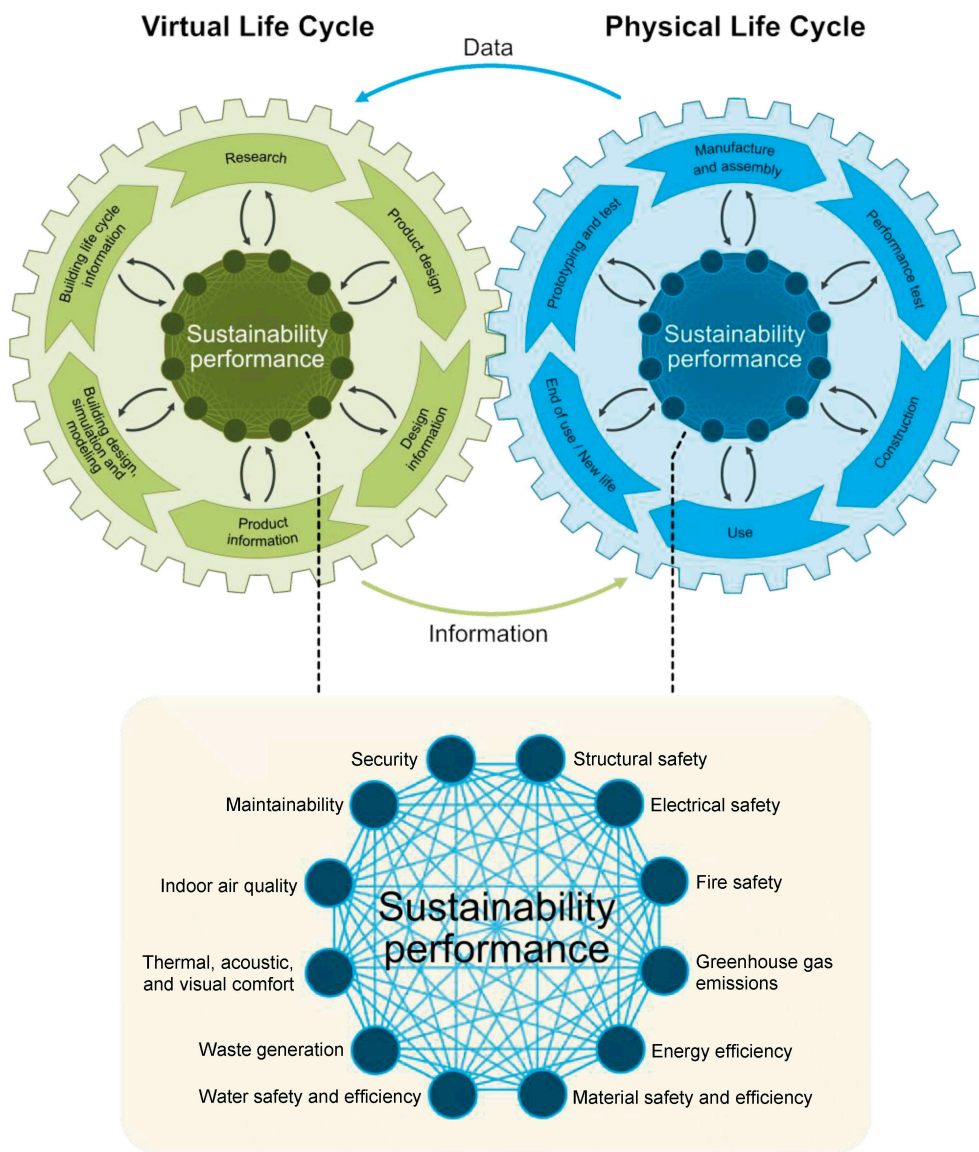 Virtual Life Cycle
Physical Life Cycle
Data
Research
Product design
Design
information
Product
information
Building design,
simulation and
modeling
Building life cycle
information
Sustainability
performance
Manufacture
and assembly
Performance test
Construction
Use
End of use / New life
Prototyping and test
Sustainability
performance
Information
Security
Structural safety
Maintainability
Electrical safety
Indoor air quality
Fire safety
Sustainability
performance
Thermal, acoustic,
and visual comfort
Greenhouse gas
emissions
Waste generation
Energy efficiency
Water safety and efficiency
Material safety and efficiency